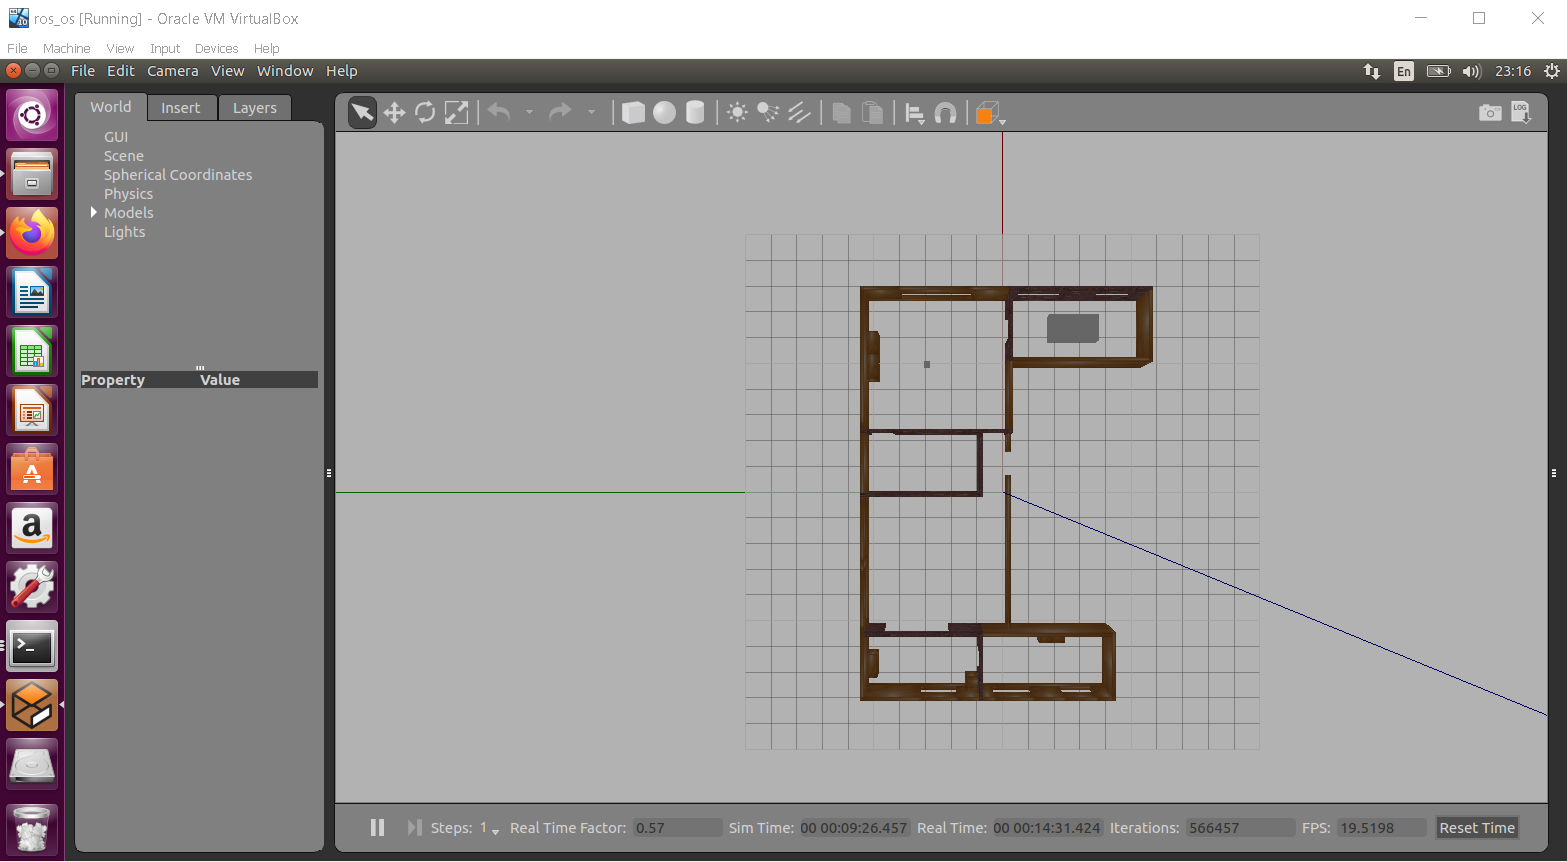 ros_os [Running] - Oracle VM VirtualBox
File Machine View Input Devices Help
File Edit Camera View Window Help En 23:16
World Insert Layers
LOG
GUI
Scene
Spherical Coordinates
Physics
Models
Lights
Property Value
Steps: 1 Real Time Factor: 0.57 Sim Time: 00 00:09:26.457 Real Time: 00 00:14:31.424 Iterations: 566457 FPS: 19.5198 Reset Time